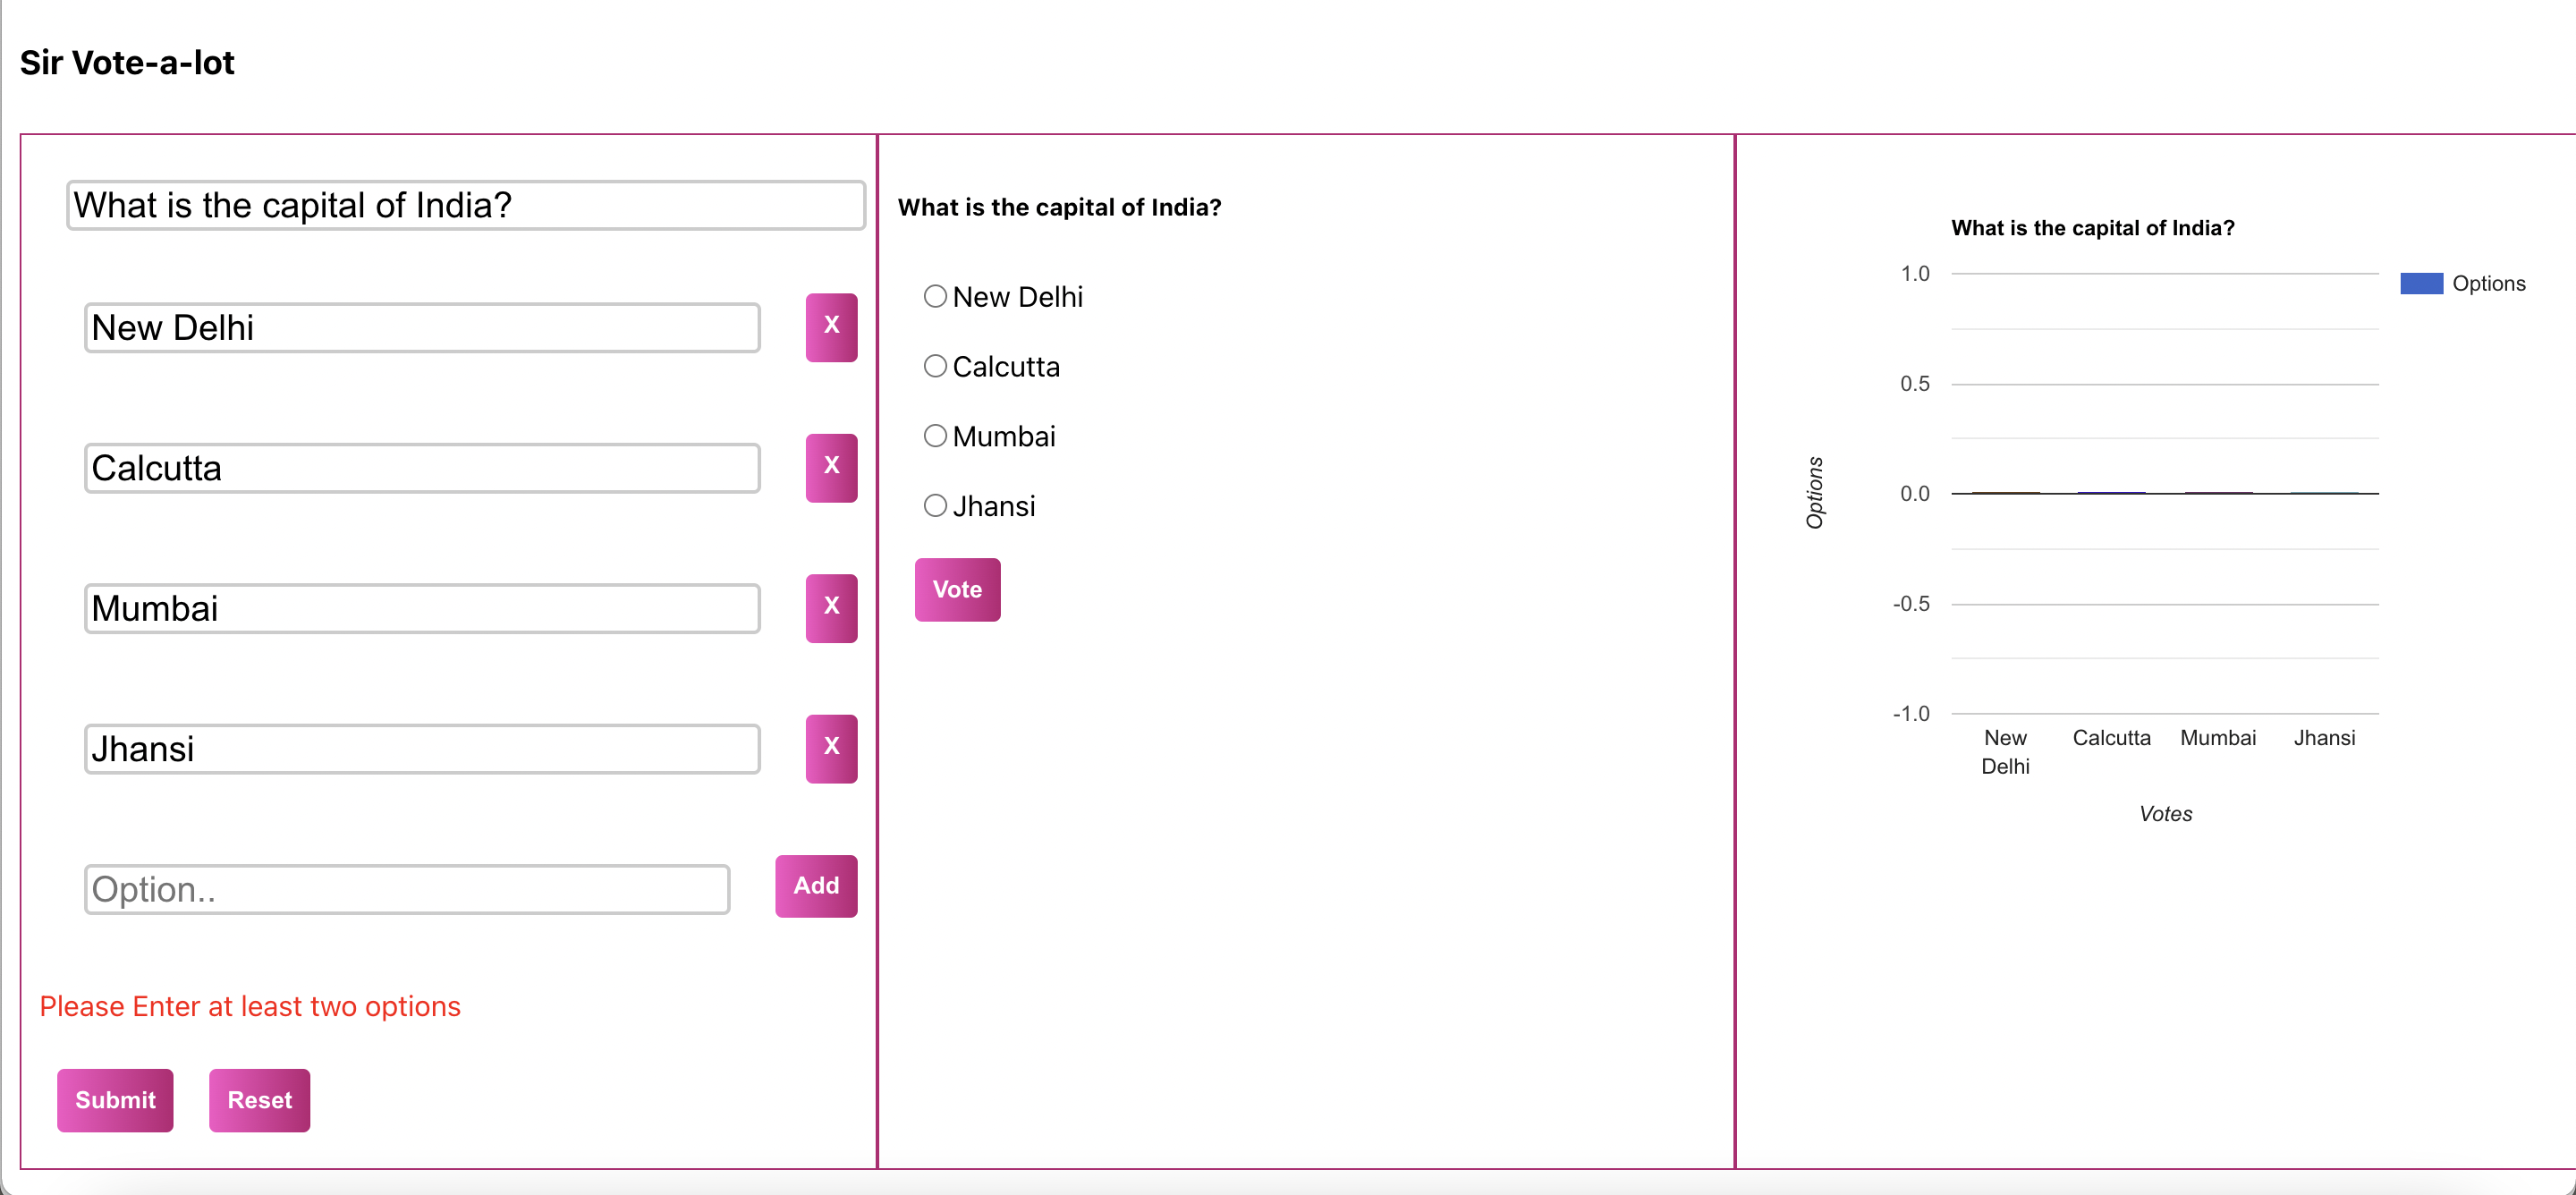 Sir Vote-a-lot
What is the capital of India?
New Delhi
X
Calcutta
X
Mumbai
X
Jhansi
X
Option..
Add
Please Enter at least two options
Submit
Reset
What is the capital of India?
New Delhi
Calcutta
Mumbai
Jhansi
Vote
What is the capital of India?
Options
1.0
0.5
0.0
-0.5
-1.0
Options
New
Delhi
Calcutta
Mumbai
Jhansi
Votes